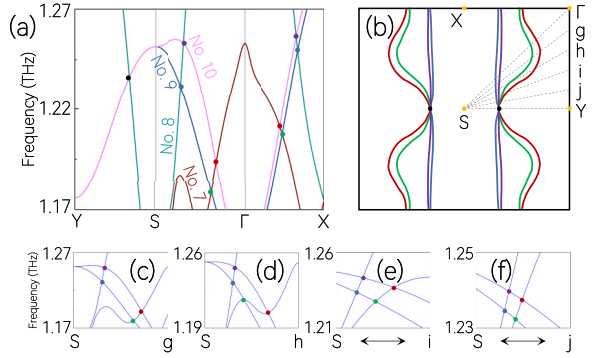 (a)
1.27
1.22
1.17
Frequency (THz)
No. 10
No. 9
No. 8
No. 7
Y S Γ X
(b)
X
S
Γ
g
h
i
j
Y
Frequency (THz)
1.27
1.17
(c)
S g
1.26
1.19
(d)
S h
1.26
1.21
(e)
S i
1.25
1.23
(f)
S j